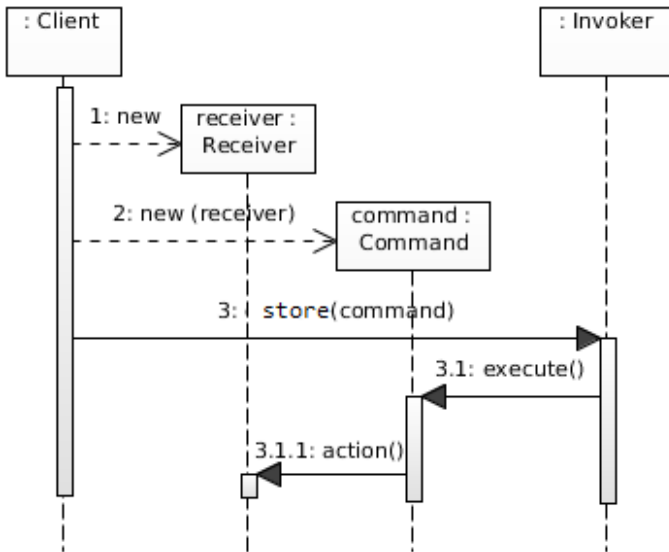 : Client
: Invoker
1: new
receiver :
Receiver
2: new (receiver)
command :
Command
3: store(command)
3.1: execute()
3.1.1: action()